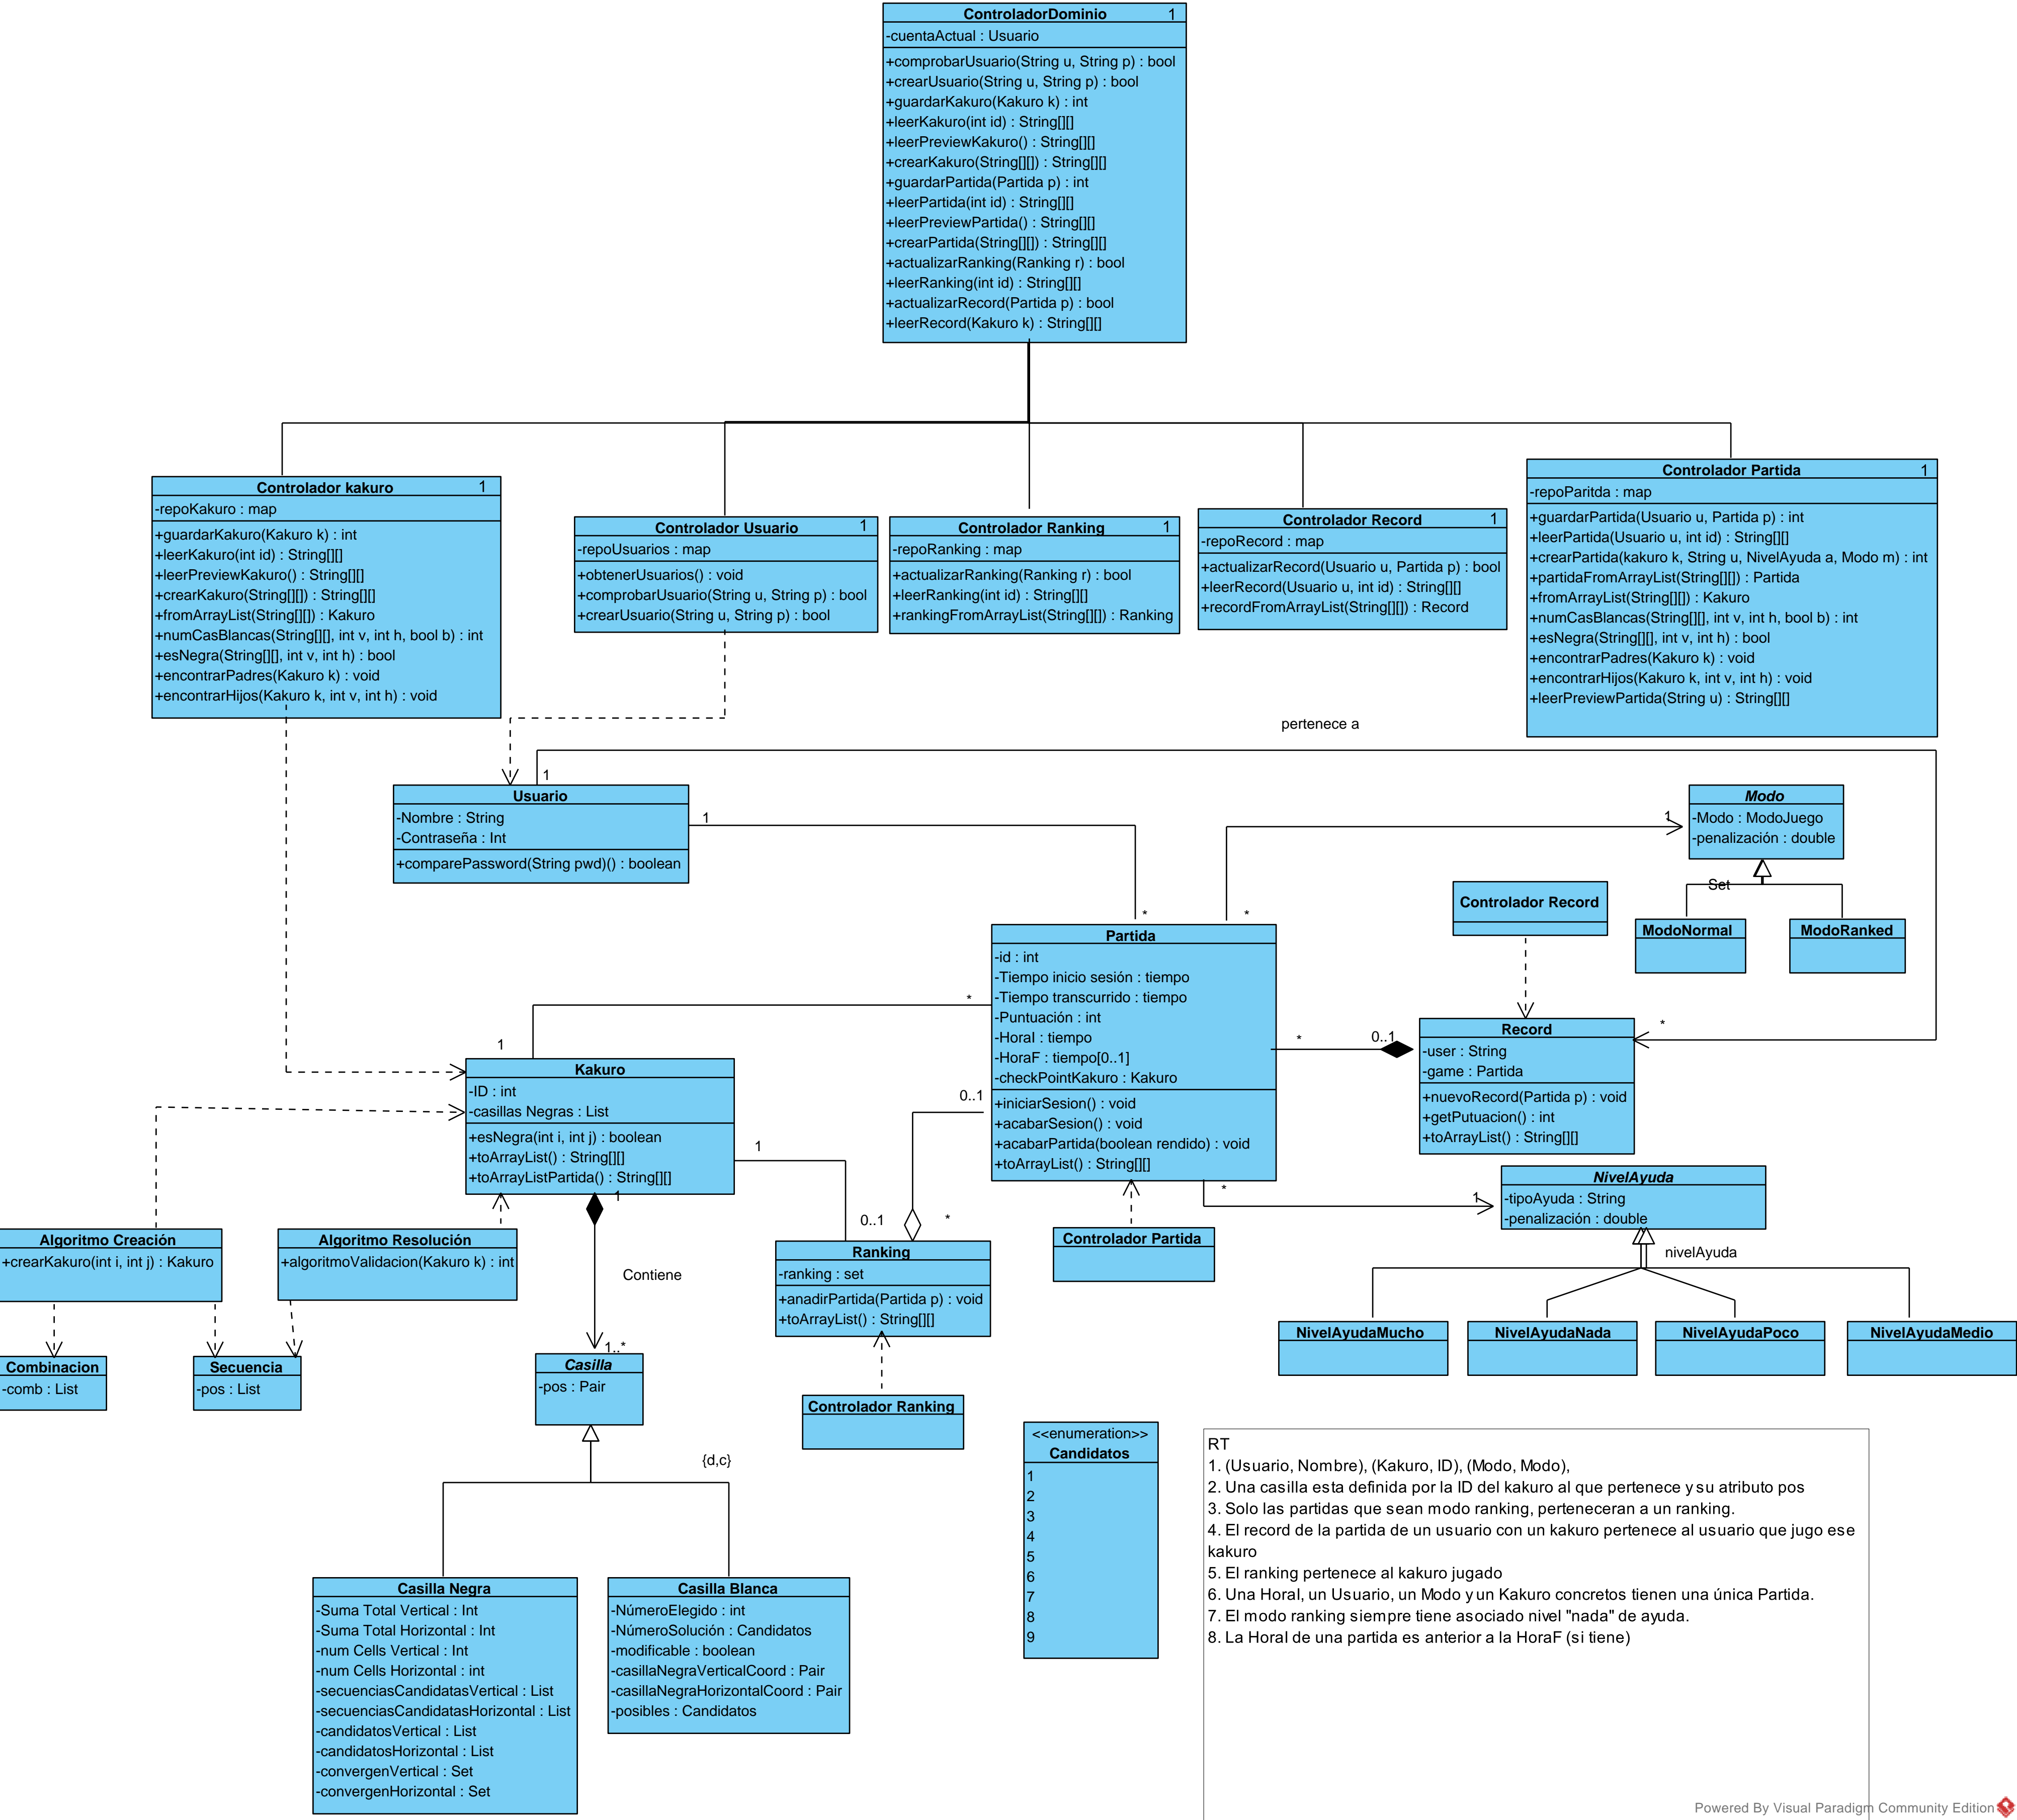 ControladorDominio 1
-cuentaActual : Usuario
+comprobarUsuario(String u, String p) : bool
+crearUsuario(String u, String p) : bool
+guardarKakuro(Kakuro k) : int
+leerKakuro(int id) : String[][]
+leerPreviewKakuro() : String[][]
+crearKakuro(String[][]) : String[][]
+guardarPartida(Partida p) : int
+leerPartida(int id) : String[][]
+leerPreviewPartida() : String[][]
+crearPartida(String[][]) : String[][]
+actualizarRanking(Ranking r) : bool
+leerRanking(int id) : String[][]
+actualizarRecord(Partida p) : bool
+leerRecord(Kakuro k) : String[][]
Controlador kakuro 1
-repoKakuro : map
+guardarKakuro(Kakuro k) : int
+leerKakuro(int id) : String[][]
+leerPreviewKakuro() : String[][]
+crearKakuro(String[][]) : String[][]
+fromArrayList(String[][]) : Kakuro
+numCasBlancas(String[][], int v, int h, bool b) : int
+esNegra(String[][], int v, int h) : bool
+encontrarPadres(Kakuro k) : void
+encontrarHijos(Kakuro k, int v, int h) : void
Controlador Usuario 1
-repoUsuarios : map
+obtenerUsuarios() : void
+comprobarUsuario(String u, String p) : bool
+crearUsuario(String u, String p) : bool
Controlador Ranking 1
-repoRanking : map
+actualizarRanking(Ranking r) : bool
+leerRanking(int id) : String[][]
+rankingFromArrayList(String[][]) : Ranking
Controlador Record 1
-repoRecord : map
+actualizarRecord(Usuario u, Partida p) : bool
+leerRecord(Usuario u, int id) : String[][]
+recordFromArrayList(String[][]) : Record
Controlador Partida 1
-repoParitda : map
+guardarPartida(Usuario u, Partida p) : int
+leerPartida(Usuario u, int id) : String[][]
+crearPartida(kakuro k, String u, NivelAyuda a, Modo m) : int
+partidaFromArrayList(String[][]) : Partida
+fromArrayList(String[][]) : Kakuro
+numCasBlancas(String[][], int v, int h, bool b) : int
+esNegra(String[][], int v, int h) : bool
+encontrarPadres(Kakuro k) : void
+encontrarHijos(Kakuro k, int v, int h) : void
+leerPreviewPartida(String u) : String[][]
pertenece a
1
Usuario
-Nombre : String
-Contraseña : Int
+comparePassword(String pwd)() : boolean
1
*
1
*
Modo
-Modo : ModoJuego
-penalización : double
Set
ModoNormal
ModoRanked
Controlador Record
Partida
-id : int
-Tiempo inicio sesión : tiempo
-Tiempo transcurrido : tiempo
-Puntuación : int
-HoraI : tiempo
-HoraF : tiempo[0..1]
-checkPointKakuro : Kakuro
+iniciarSesion() : void
+acabarSesion() : void
+acabarPartida(boolean rendido) : void
+toArrayList() : String[][]
*
1
*
0..1
*
Record
-user : String
-game : Partida
+nuevoRecord(Partida p) : void
+getPutuacion() : int
+toArrayList() : String[][]
Kakuro
-ID : int
-casillas Negras : List
+esNegra(int i, int j) : boolean
+toArrayList() : String[][]
+toArrayListPartida() : String[][]
1
0..1
1
0..1
*
*
1
NivelAyuda
-tipoAyuda : String
-penalización : double
nivelAyuda
NivelAyudaMucho
NivelAyudaNada
NivelAyudaPoco
NivelAyudaMedio
Controlador Partida
Algoritmo Creación
+crearKakuro(int i, int j) : Kakuro
Algoritmo Resolución
+algoritmoValidacion(Kakuro k) : int
Contiene
Ranking
-ranking : set
+anadirPartida(Partida p) : void
+toArrayList() : String[][]
Combinacion
-comb : List
Secuencia
-pos : List
1..*
Casilla
-pos : Pair
Controlador Ranking
{d,c}
<<enumeration>>
Candidatos
1
2
3
4
5
6
7
8
9
RT
1. (Usuario, Nombre), (Kakuro, ID), (Modo, Modo),
2. Una casilla esta definida por la ID del kakuro al que pertenece y su atributo pos
3. Solo las partidas que sean modo ranking, perteneceran a un ranking.
4. El record de la partida de un usuario con un kakuro pertenece al usuario que jugo ese
kakuro
5. El ranking pertenece al kakuro jugado
6. Una HoraI, un Usuario, un Modo y un Kakuro concretos tienen una única Partida.
7. El modo ranking siempre tiene asociado nivel "nada" de ayuda.
8. La HoraI de una partida es anterior a la HoraF (si tiene)
Casilla Negra
-Suma Total Vertical : Int
-Suma Total Horizontal : Int
-num Cells Vertical : Int
-num Cells Horizontal : int
-secuenciasCandidatasVertical : List
-secuenciasCandidatasHorizontal : List
-candidatosVertical : List
-candidatosHorizontal : List
-convergenVertical : Set
-convergenHorizontal : Set
Casilla Blanca
-NúmeroElegido : int
-NúmeroSolución : Candidatos
-modificable : boolean
-casillaNegraVerticalCoord : Pair
-casillaNegraHorizontalCoord : Pair
-posibles : Candidatos
Powered By Visual Paradigm Community Edition